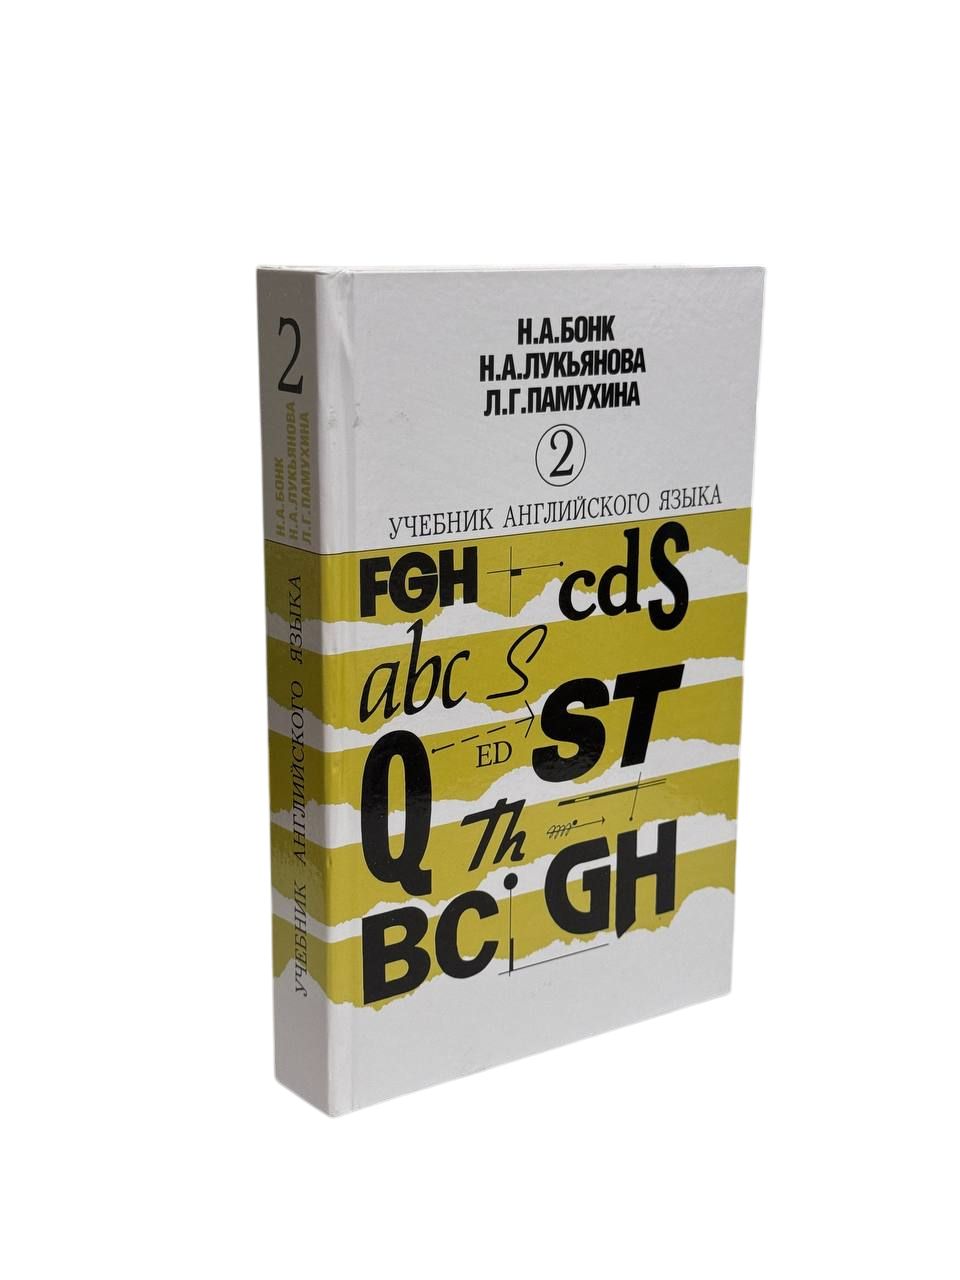 2
Н.А.БОНК
Н.А.ЛУКЬЯНОВА
Л.Г.ПАМУХИНА
УЧЕБНИК АНГЛИЙСКОГО ЯЗЫКА
Н.А.БОНК
Н.А.ЛУКЬЯНОВА
Л.Г.ПАМУХИНА
2
УЧЕБНИК АНГЛИЙСКОГО ЯЗЫКА
FGH cdS
abc S
Q ED ST
Th
BC GH